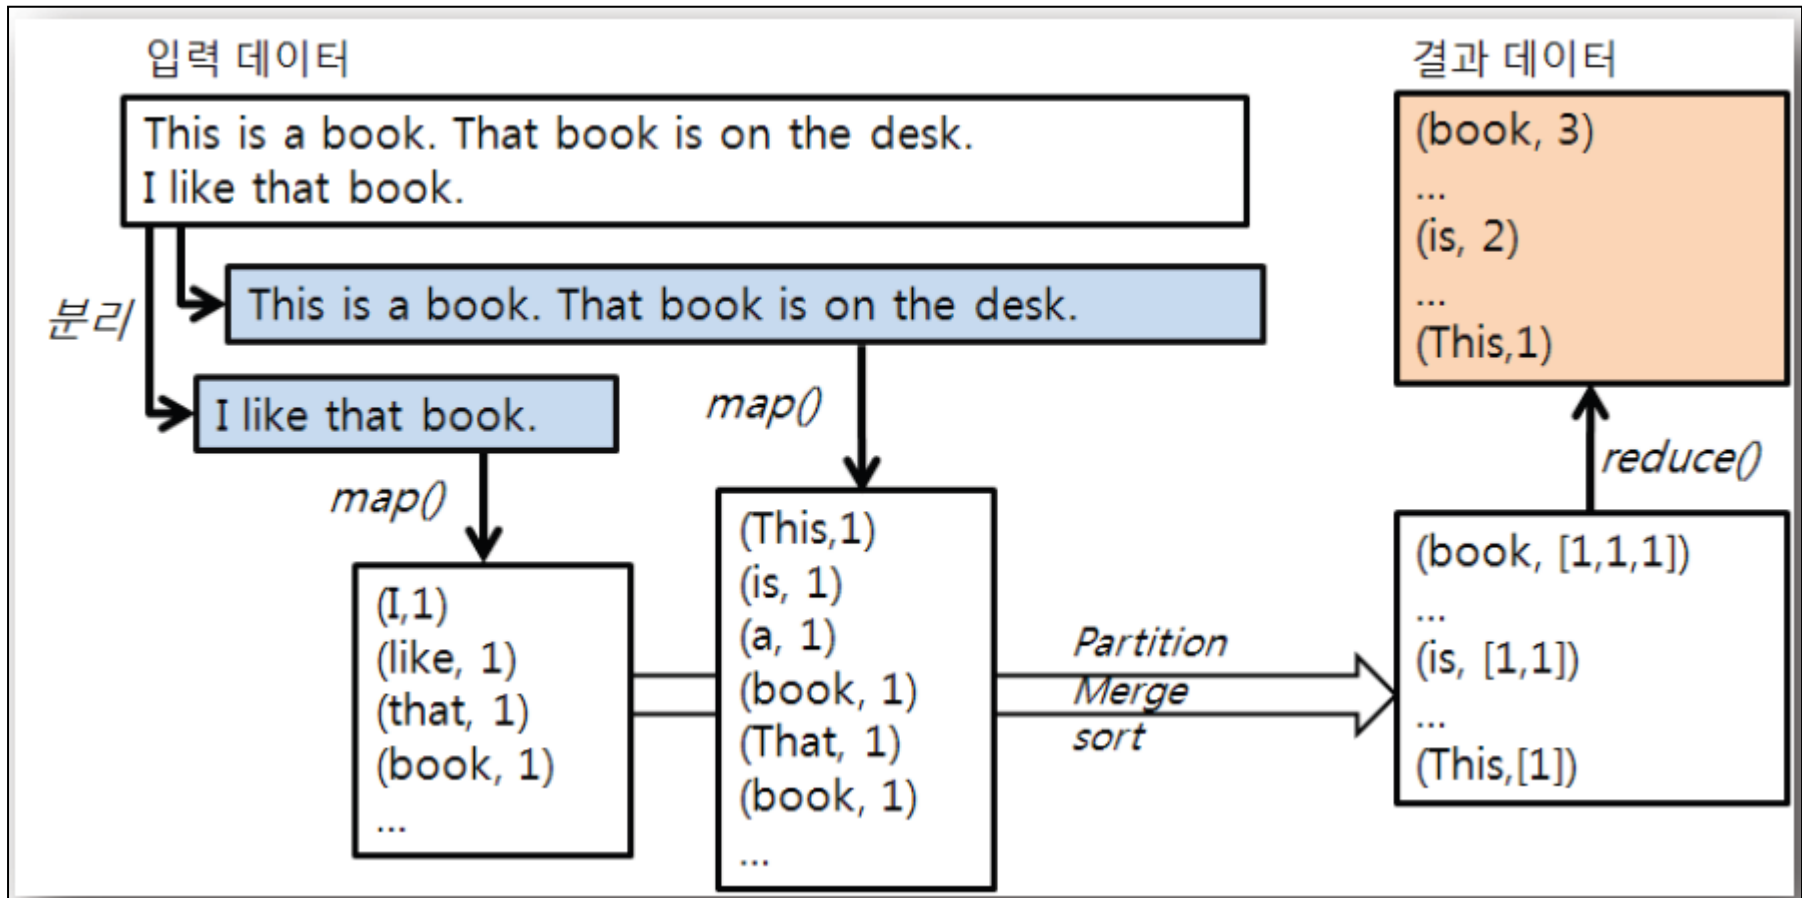 입력 데이터
This is a book. That book is on the desk.
I like that book.
분리
This is a book. That book is on the desk.
I like that book.
map()
map()
(I,1)
(like, 1)
(that, 1)
(book, 1)
...
(This,1)
(is, 1)
(a, 1)
(book, 1)
(That, 1)
(book, 1)
...
Partition
Merge
sort
(book, [1,1,1])
...
(is, [1,1])
...
(This,[1])
reduce()
결과 데이터
(book, 3)
...
(is, 2)
...
(This,1)